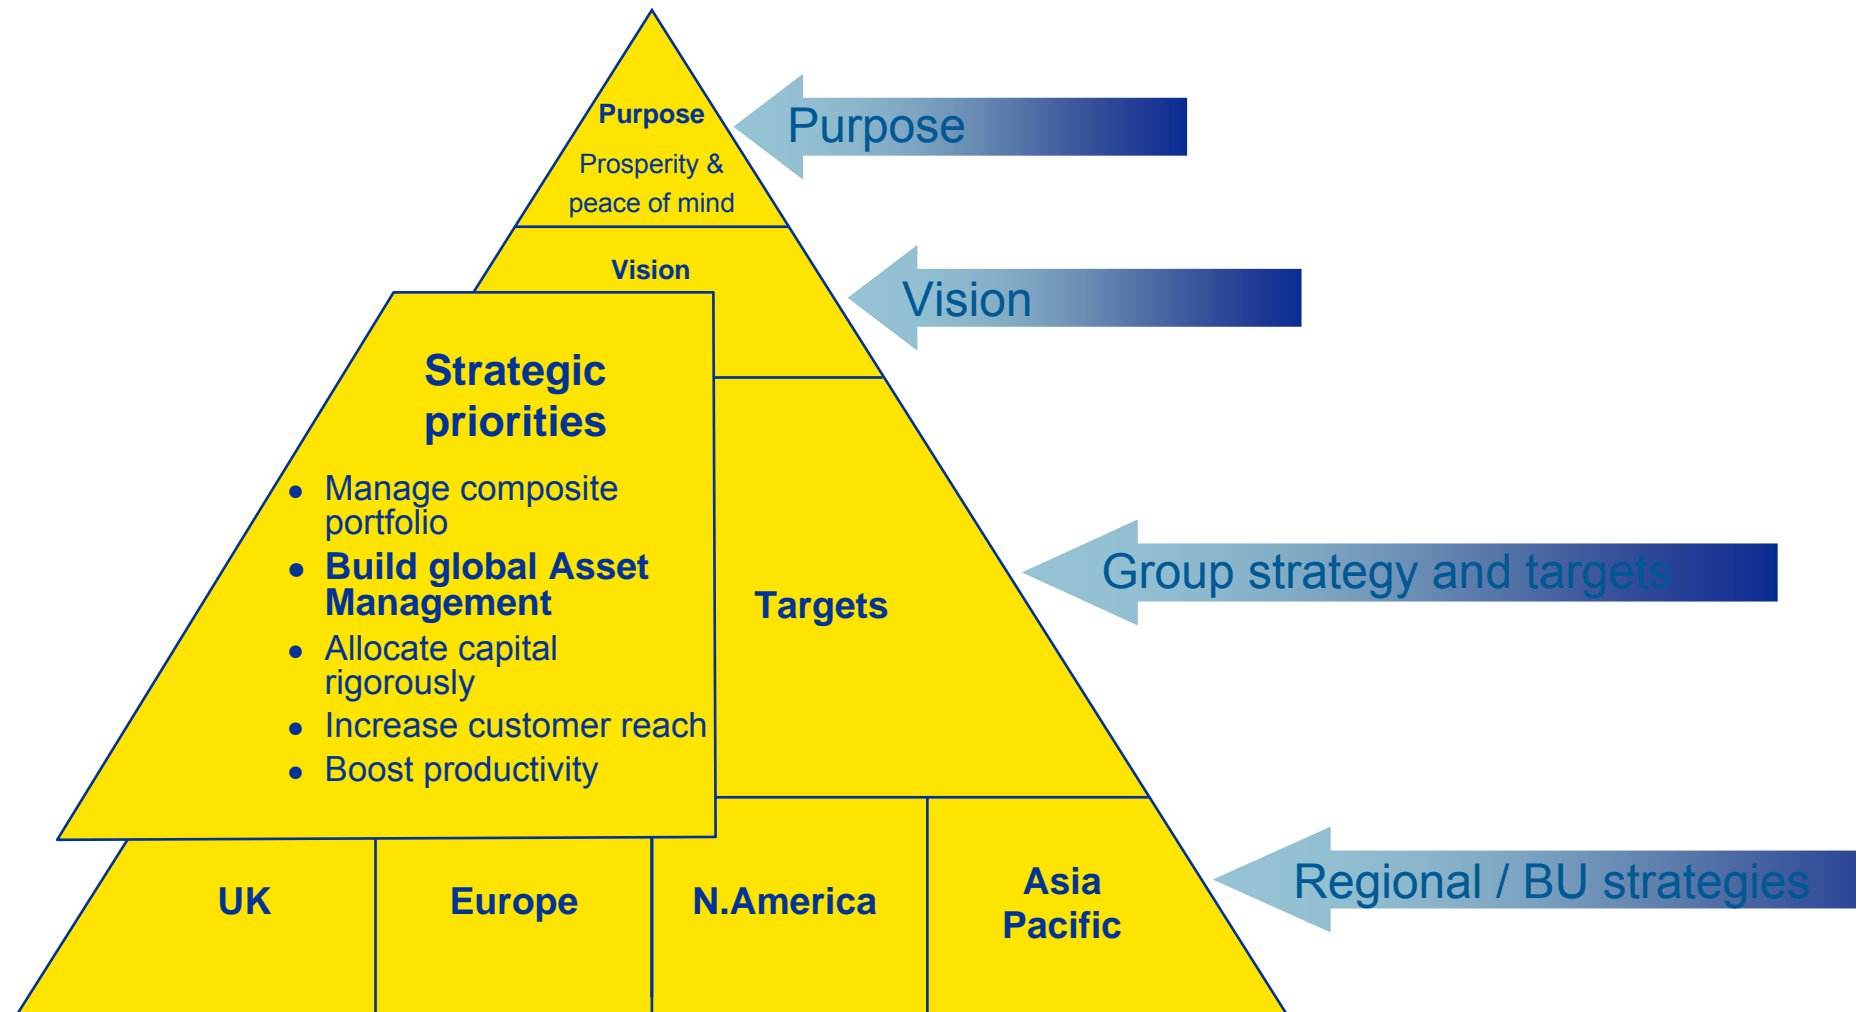 Purpose
Prosperity &
peace of mind
Purpose
Vision
Vision
Strategic
priorities
● Manage composite
portfolio
● Build global Asset
Management
● Allocate capital
rigorously
● Increase customer reach
● Boost productivity
Targets
Group strategy and targets
UK
Europe
N.America
Asia
Pacific
Regional / BU strategies